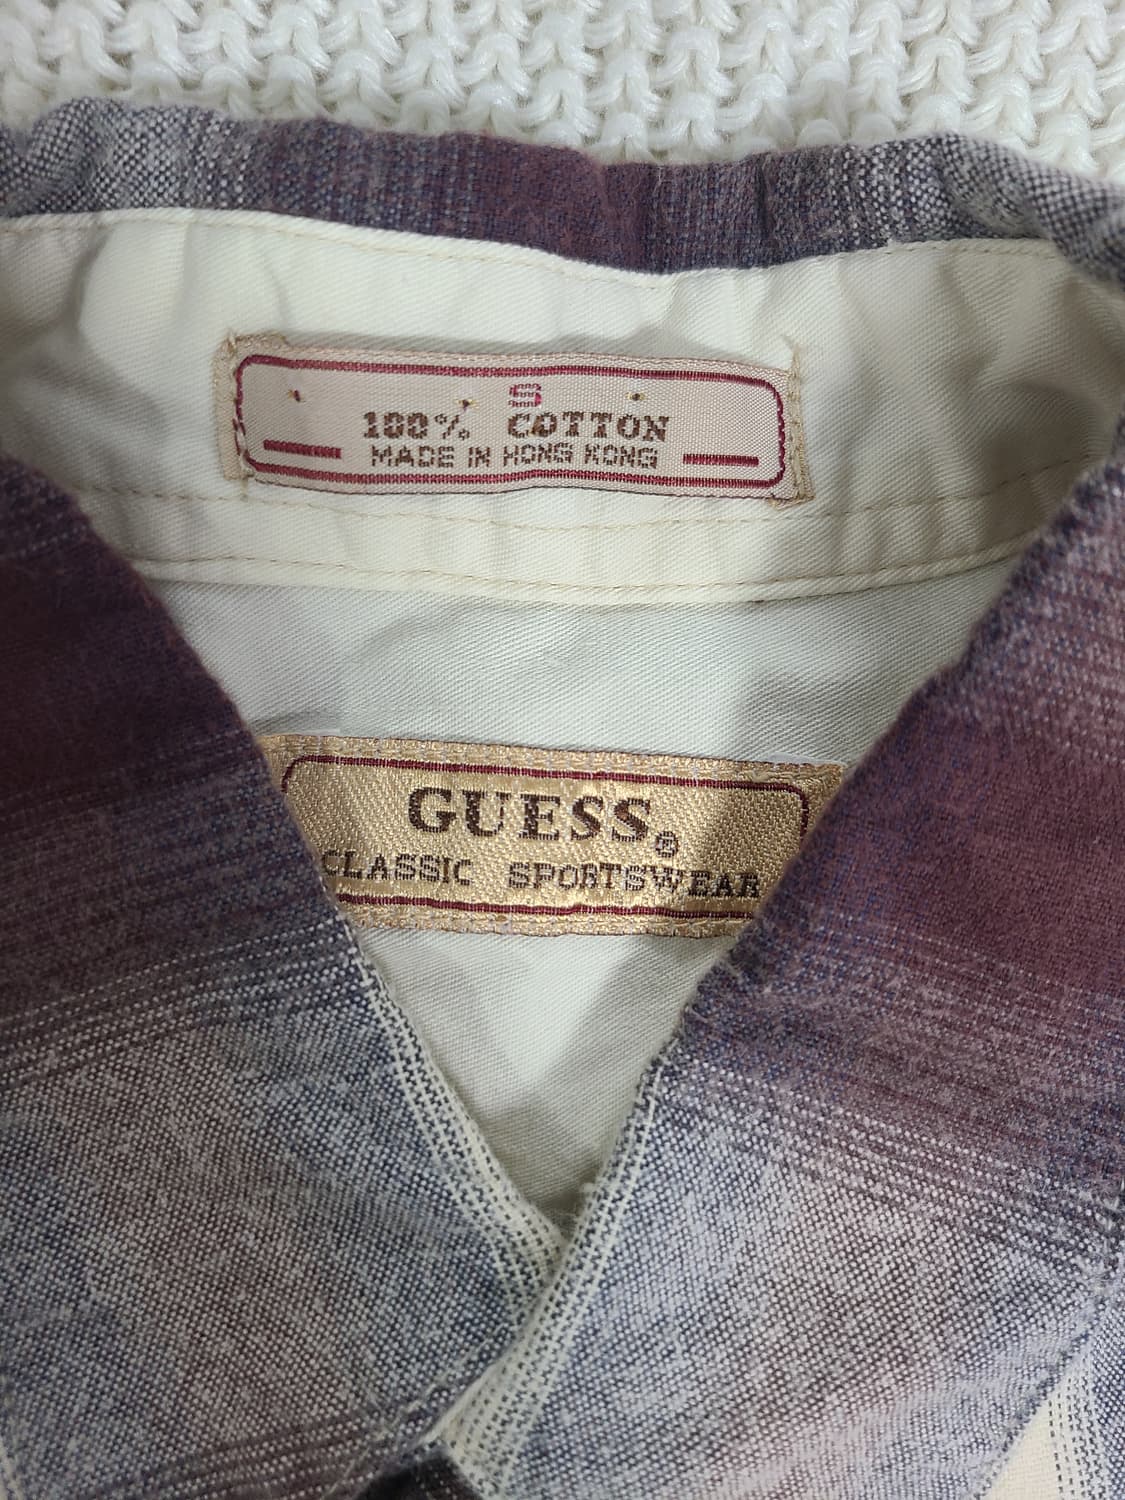 S
100% COTTON
MADE IN HONG KONG
GUESS®
CLASSIC SPORTSWEAR